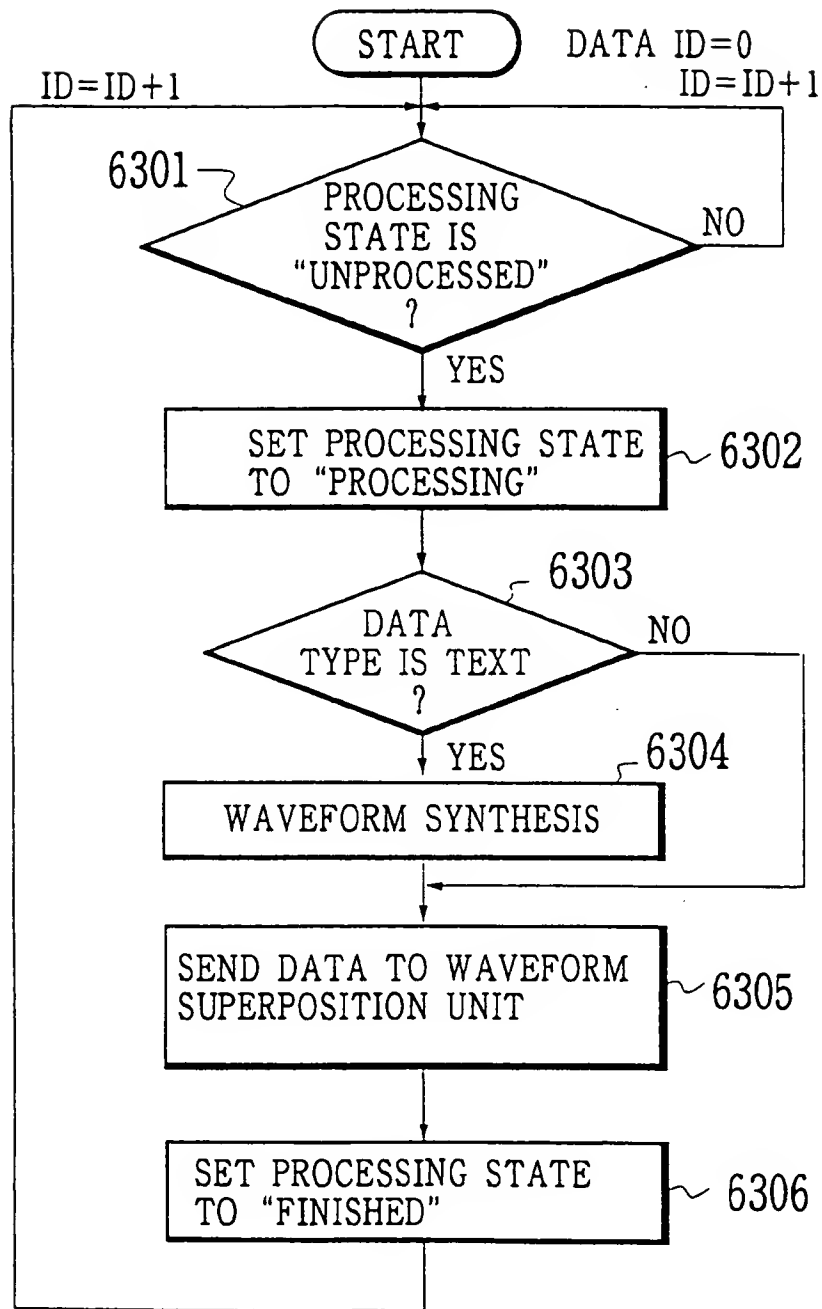 START
DATA ID=0
ID=ID+1
ID=ID+1
6301
PROCESSING
STATE IS
“UNPROCESSED”
?
NO
YES
SET PROCESSING STATE
TO “PROCESSING”
6302
6303
DATA
TYPE IS TEXT
?
NO
YES
6304
WAVEFORM SYNTHESIS
SEND DATA TO WAVEFORM
SUPERPOSITION UNIT
6305
SET PROCESSING STATE
TO “FINISHED”
6306